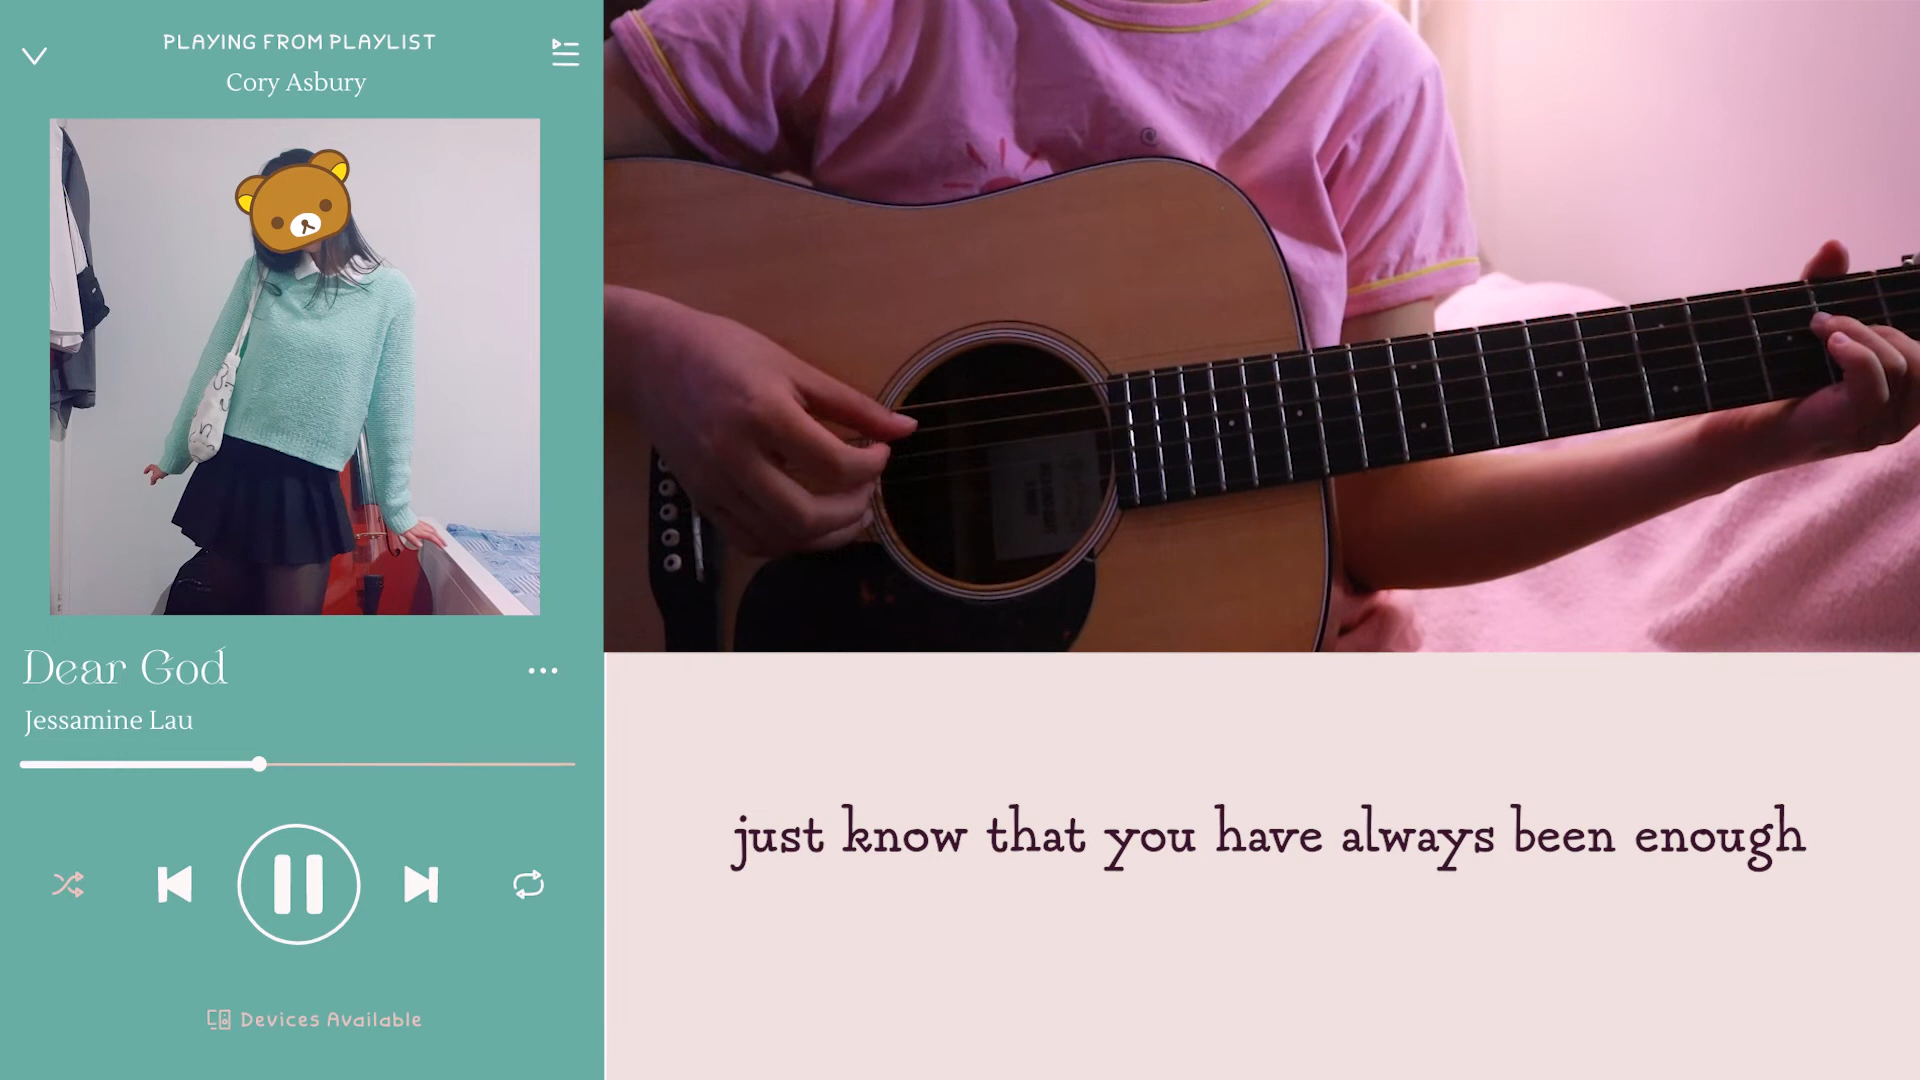 PLAYING FROM PLAYLIST
Cory Asbury
Dear God
Jessamine Lau
Devices Available
just know that you have always been enough